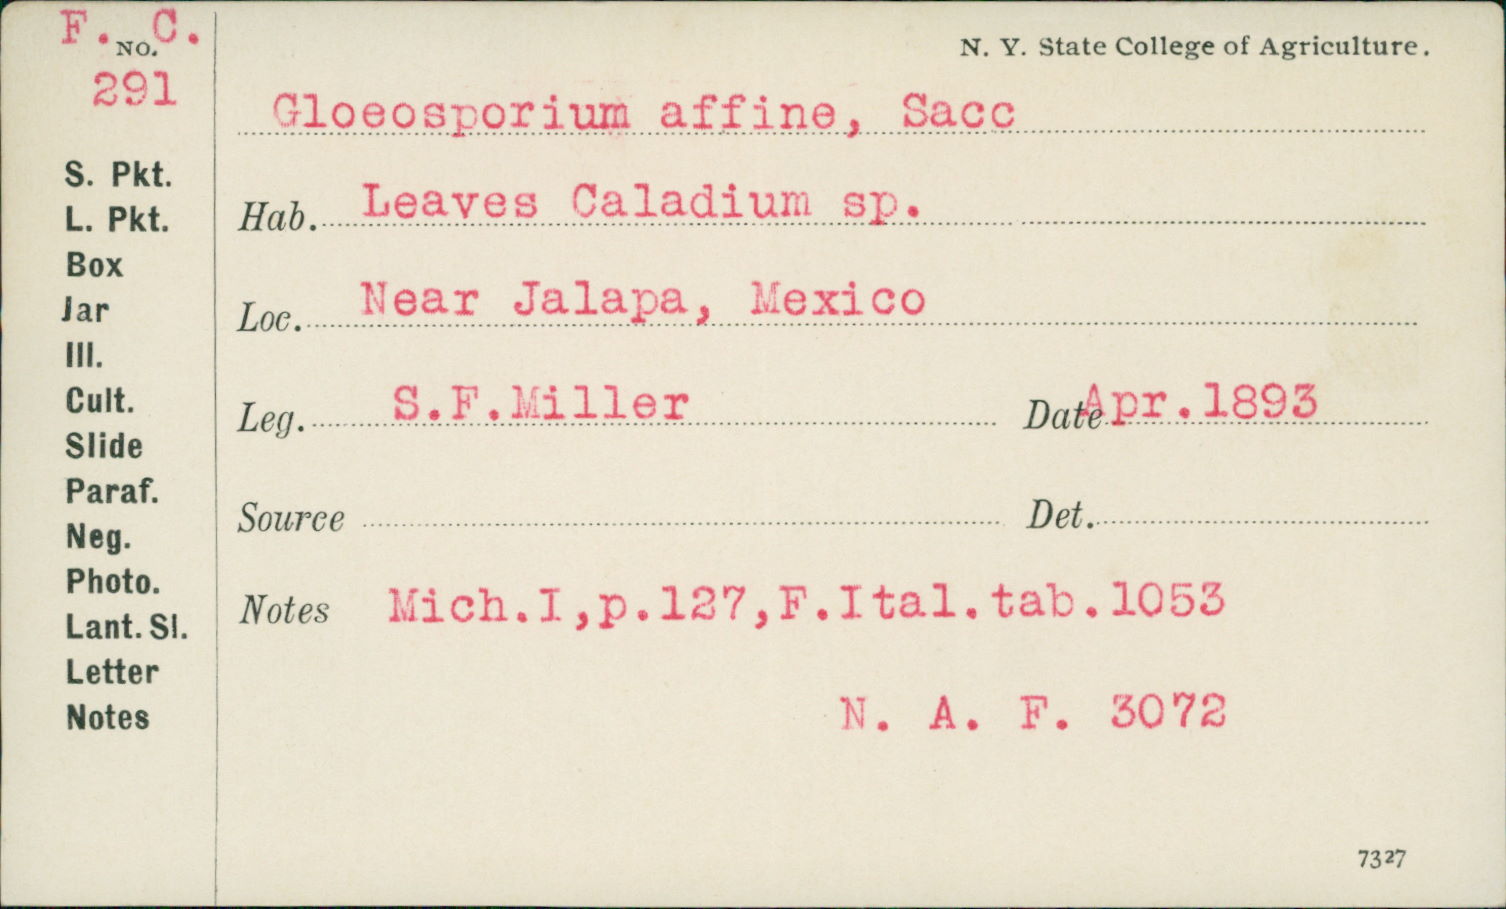 F. C.
NO.
291
N. Y. State College of Agriculture.
Gloeosporium affine, Sacc
S. Pkt.
L. Pkt.
Box
Jar
Ill.
Cult.
Slide
Paraf.
Neg.
Photo.
Lant. Sl.
Letter
Notes
Hab. Leaves Caladium sp.
Loc. Near Jalapa, Mexico
Leg. S.F.Miller Date Apr.1893
Source Det.
Notes Mich.I,p.127,F.Ital.tab.1053
N. A. F. 3072
7327